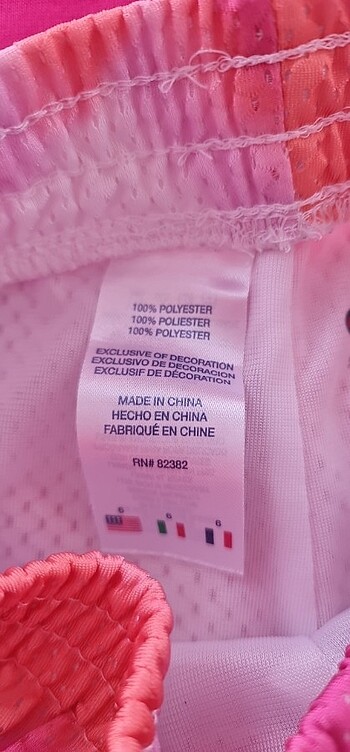 100% POLYESTER
100% POLIESTER
100% POLYESTER
EXCLUSIVE OF DECORATION
EXCLUSIVO DE DECORACION
EXCLUSIF DE DÉCORATION
MADE IN CHINA
HECHO EN CHINA
FABRIQUÉ EN CHINE
RN# 82382
6 6 6